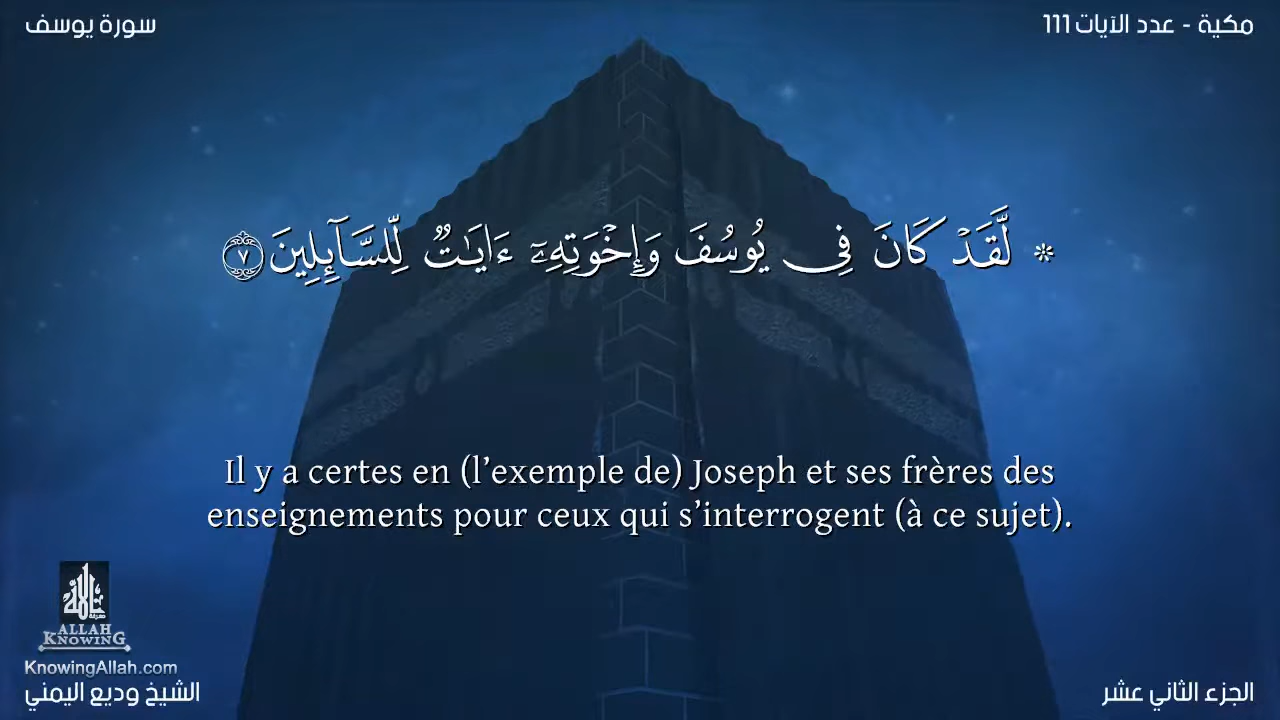 سورة يوسف
مكية - عدد الآيات 111
۞ لَّقَدْ كَانَ فِى يُوسُفَ وَإِخْوَتِهِۦٓ ءَايَـٰتٌ لِّلسَّآئِلِينَ ٧
Il y a certes en (l’exemple de) Joseph et ses frères des
enseignements pour ceux qui s’interrogent (à ce sujet).
معرفة الله
ALLAH
KNOWING
KnowingAllah.com
الشيخ وديع اليمني
الجزء الثاني عشر